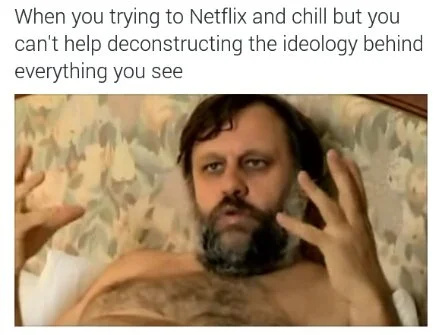 When you trying to Netflix and chill but you
can't help deconstructing the ideology behind
everything you see